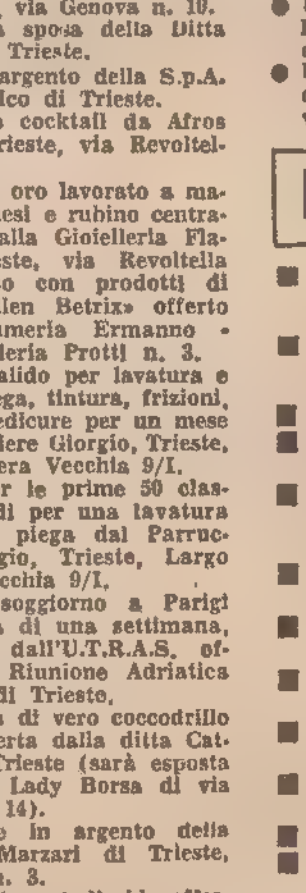 via Genova n. 10.
sposa della Ditta
Trieste.
argento della S.p.A.
ico di Trieste.
cocktail da Afros
rieste, via Revoltel-
oro lavorato a ma-
esi e rubino centra-
alla Gioielleria Fla-
ste, via Revoltella
o con prodotti di
len Betrix» offerto
umeria Ermanno -
leria Protti n. 3.
alido per lavatura e
ega, tintura, frizioni,
edicure per un mese
iere Giorgio, Trieste,
era Vecchia 9/I.
r le prime 50 clas-
di per una lavatura
piega dal Parruc-
gio, Trieste, Largo
ecchia 9/I.
soggiorno a Parigi
di una settimana,
dall'U.T.R.A.S. of-
Riunione Adriatica
di Trieste.
a di vero coccodrillo
erta dalla ditta Cat-
Trieste (sarà esposta
Lady Borsa di via
14).
o in argento della
Marzari di Trieste,
n. 3.